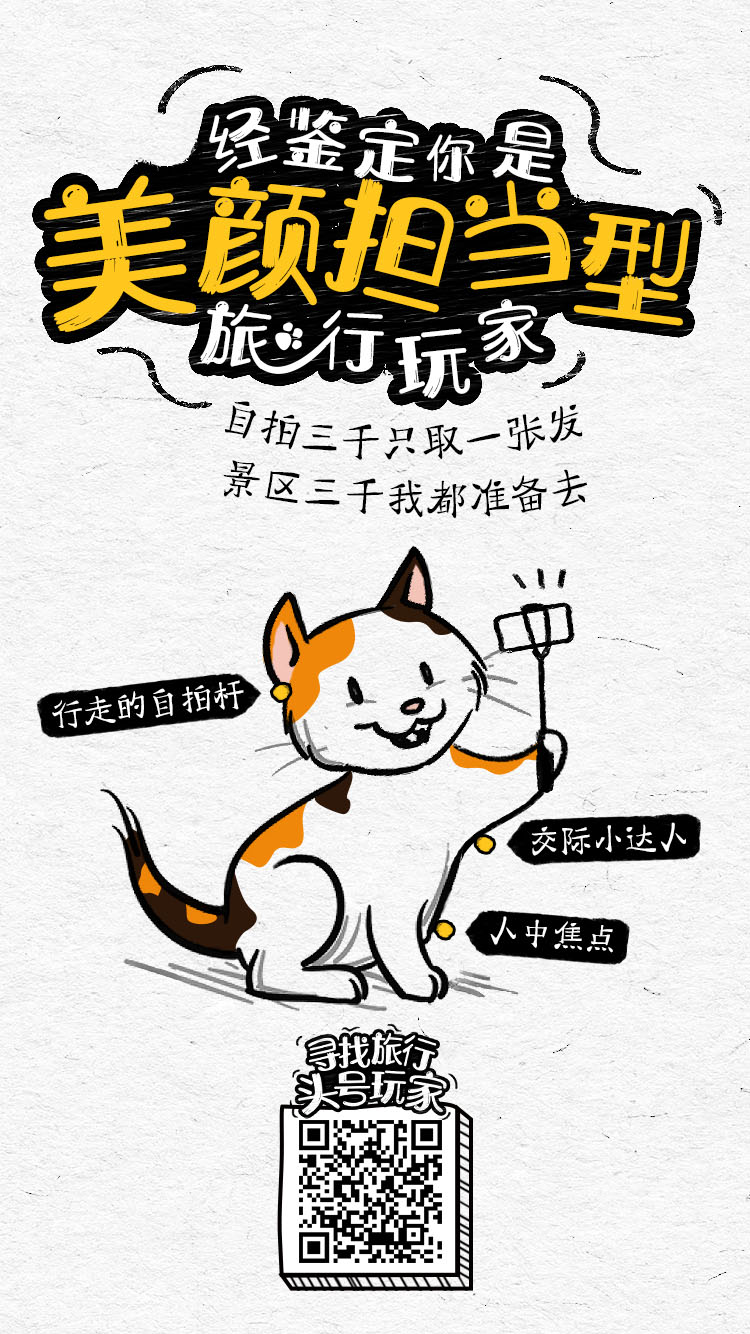 经鉴定你是
美颜担当型
旅行玩家
自拍三千只取一张发
景区三千我都准备去
行走的自拍杆
交际小达人
人中焦点
寻找旅行
头号玩家